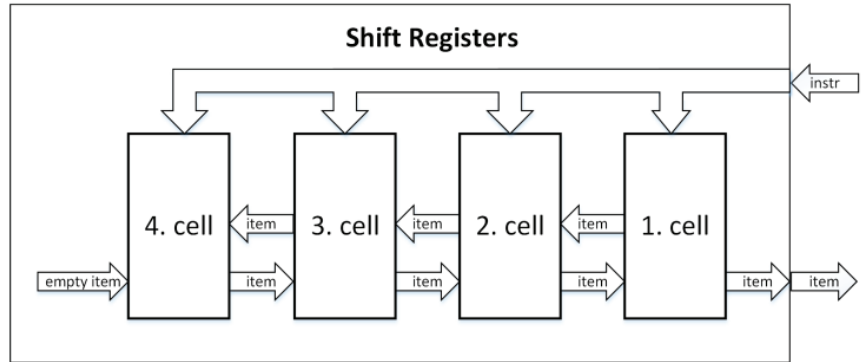 Shift Registers
instr
4. cell
item
3. cell
item
2. cell
item
1. cell
empty item
item
item
item
item
item